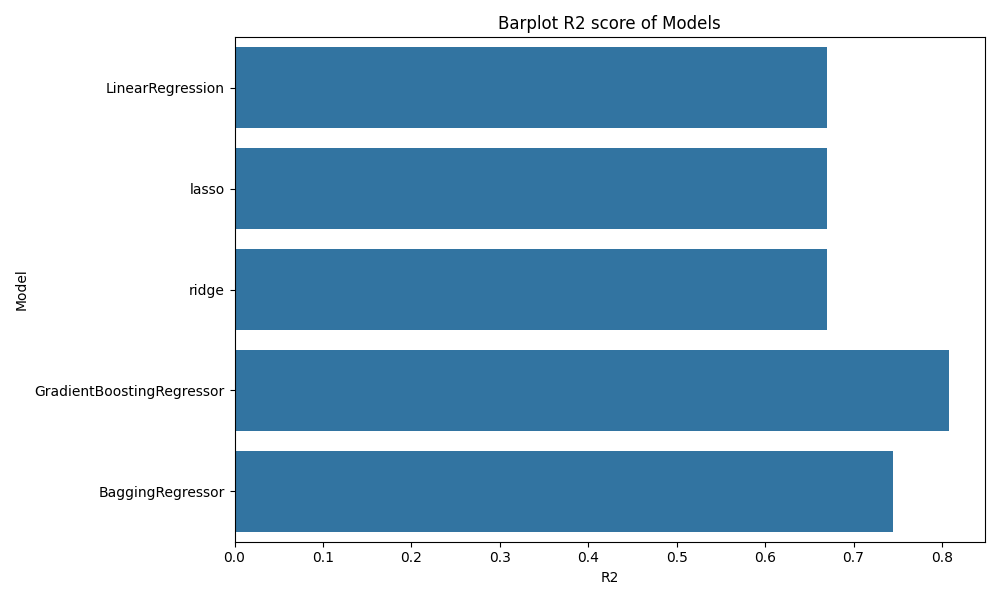 Barplot R2 score of Models
LinearRegression
lasso
ridge
GradientBoostingRegressor
BaggingRegressor
Model
0.0 0.1 0.2 0.3 0.4 0.5 0.6 0.7 0.8
R2